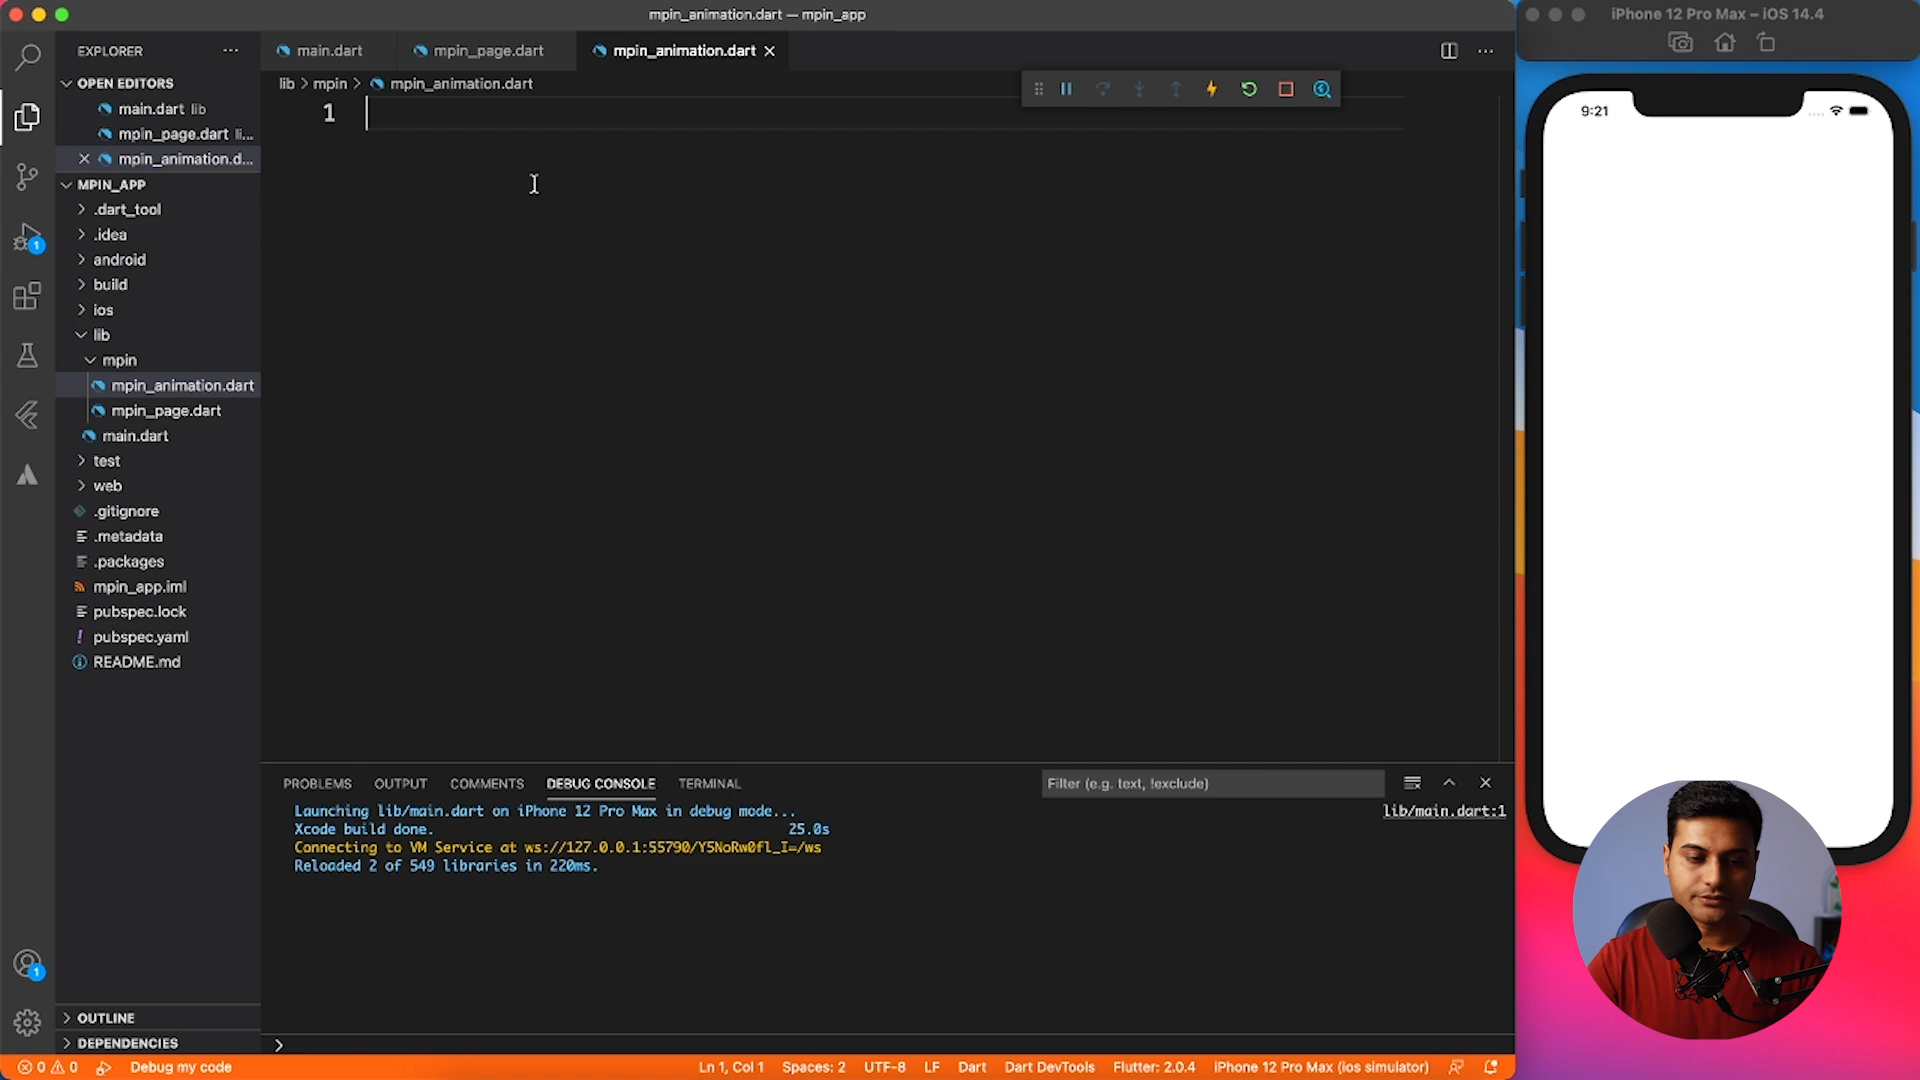 mpin_animation.dart — mpin_app
iPhone 12 Pro Max – iOS 14.4
EXPLORER
main.dart
mpin_page.dart
mpin_animation.dart
OPEN EDITORS
lib > mpin > mpin_animation.dart
main.dart lib
mpin_page.dart li...
mpin_animation.d...
1
9:21
MPIN_APP
.dart_tool
.idea
android
build
ios
lib
mpin
mpin_animation.dart
mpin_page.dart
main.dart
test
web
.gitignore
.metadata
.packages
mpin_app.iml
pubspec.lock
pubspec.yaml
README.md
1
PROBLEMS OUTPUT COMMENTS DEBUG CONSOLE TERMINAL
Filter (e.g. text, !exclude)
Launching lib/main.dart on iPhone 12 Pro Max in debug mode...
lib/main.dart:1
Xcode build done. 25.0s
Connecting to VM Service at ws://127.0.0.1:55790/Y5NoRw0fl_I=/ws
Reloaded 2 of 549 libraries in 220ms.
1
OUTLINE
DEPENDENCIES
0 0 Debug my code
Ln 1, Col 1 Spaces: 2 UTF-8 LF Dart Dart DevTools Flutter: 2.0.4 iPhone 12 Pro Max (ios simulator)